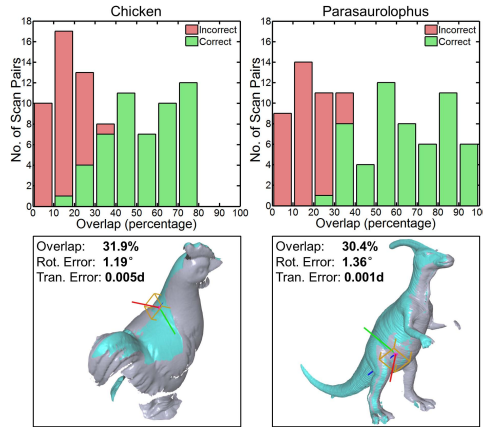 Chicken
No. of Scan Pairs
18
16
14
12
10
8
6
4
2
0
Incorrect
Correct
0 10 20 30 40 50 60 70 80 90 100
Overlap (percentage)
Parasaurolophus
No. of Scan Pairs
18
16
14
12
10
8
6
4
2
0
Incorrect
Correct
0 10 20 30 40 50 60 70 80 90 100
Overlap (percentage)
Overlap: 31.9%
Rot. Error: 1.19°
Tran. Error: 0.005d
Overlap: 30.4%
Rot. Error: 1.36°
Tran. Error: 0.001d